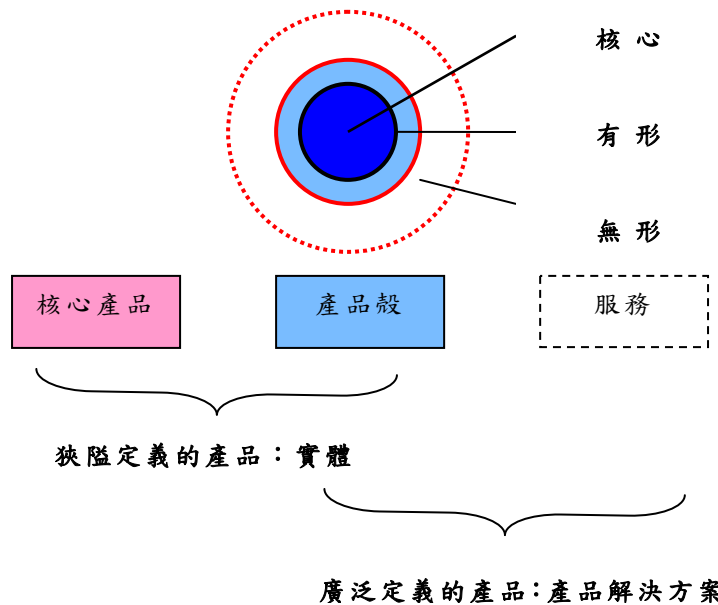 核心
有形
無形
核心產品
產品殼
服務
狹隘定義的產品：實體
廣泛定義的產品：產品解決方案